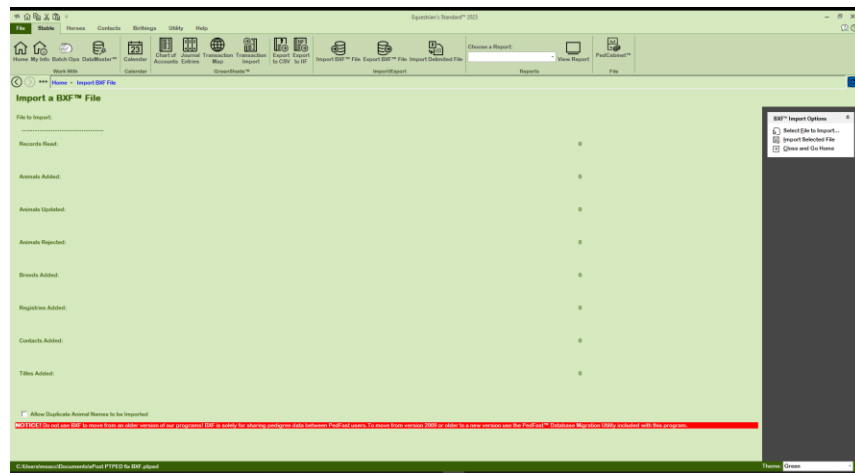 Equestrian's Standard™ 2023
File Stable Horses Contacts Birthings Utility Help
Home My Info Batch Ops DataMaster™ Calendar Chart of Accounts Journal Entries Transaction Map Transaction Import Export to CSV Export to IIF Import BXF™ File Export BXF™ File Import Delimited File Choose a Report: View Report PedCabinet™
Work With Calendar GreenShade™ Import/Export Reports File
Home Import BXF File
Import a BXF™ File
File to Import:
Records Read: 0
Animals Added: 0
Animals Updated: 0
Animals Rejected: 0
Breeds Added: 0
Registries Added: 0
Contacts Added: 0
Titles Added: 0
Allow Duplicate Animal Names to be Imported
NOTICE! Do not use BXF to move from an older version of our programs! BXF is solely for sharing pedigree data between PedFast users. To move from version 2009 or older to a new version use the PedFast™ Database Migration Utility included with this program.
BXF™ Import Options
Select File to Import...
Import Selected File
Close and Go Home
PTPED fix BXF.ptped
Theme: Green